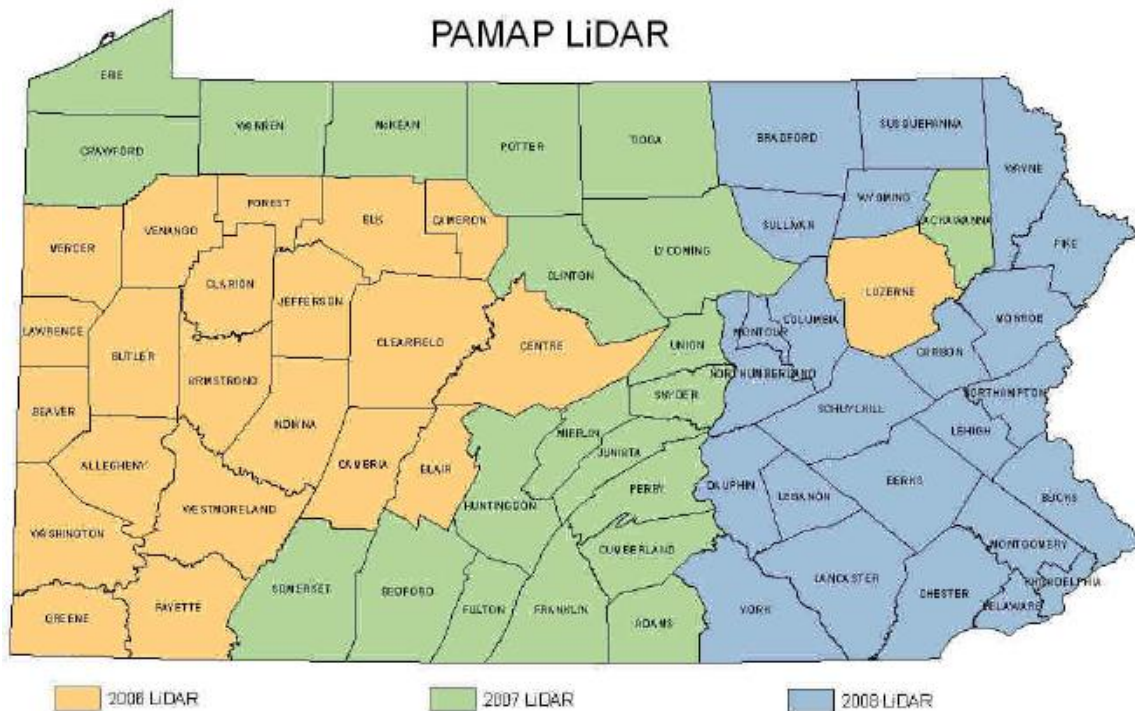 PAMAP LiDAR
ERIE
WARREN
McKEAN
POTTER
TIOGA
BRADFORD
SUSQUEHANNA
CRAWFORD
WAYNE
WYOMING
FOREST
ELK
CAMERON
SULLIVAN
LACKAWANNA
MERCER
VENANGO
LYCOMING
PIKE
CLARION
CLINTON
LUZERNE
JEFFERSON
COLUMBIA
MONROE
LAWRENCE
MONTOUR
BUTLER
CLEARFIELD
CENTRE
UNION
CARBON
ARMSTRONG
NORTHUMBERLAND
SNYDER
NORTHAMPTON
BEAVER
SCHUYLKILL
INDIANA
MIFFLIN
LEHIGH
ALLEGHENY
JUNIATA
CAMBRIA
BLAIR
PERRY
DAUPHIN
BERKS
LEBANON
BUCKS
HUNTINGDON
WESTMORELAND
WASHINGTON
CUMBERLAND
MONTGOMERY
LANCASTER
PHILADELPHIA
SOMERSET
BEDFORD
CHESTER
FAYETTE
FULTON
FRANKLIN
YORK
DELAWARE
GREENE
ADAMS
2006 LiDAR 2007 LiDAR 2008 LiDAR